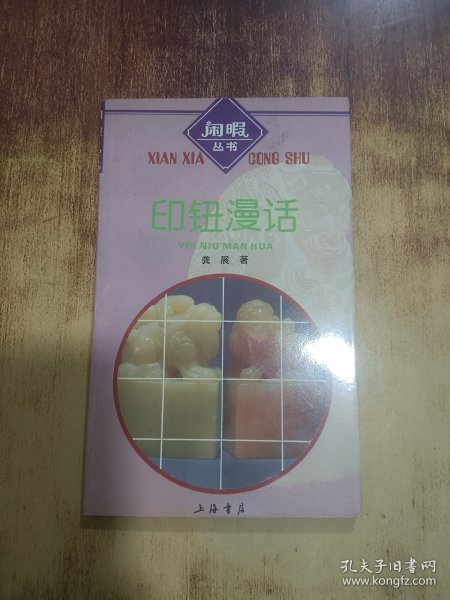 闲暇
丛书
XIAN XIA CONG SHU
印钮漫话
YIN NIU MAN HUA
龚展著
上海书店
孔夫子旧书网
www.kongfz.com